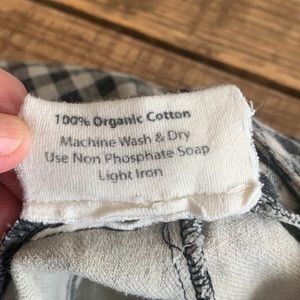 100% Organic Cotton
Machine Wash & Dry
Use Non Phosphate Soap
Light Iron